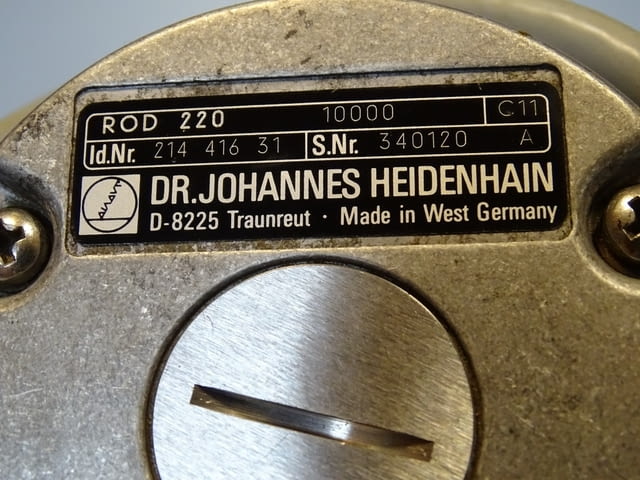 ROD 220 10000 C11
Id.Nr. 214 416 31 S.Nr. 340120 A
DR.JOHANNES HEIDENHAIN
D-8225 Traunreut · Made in West Germany